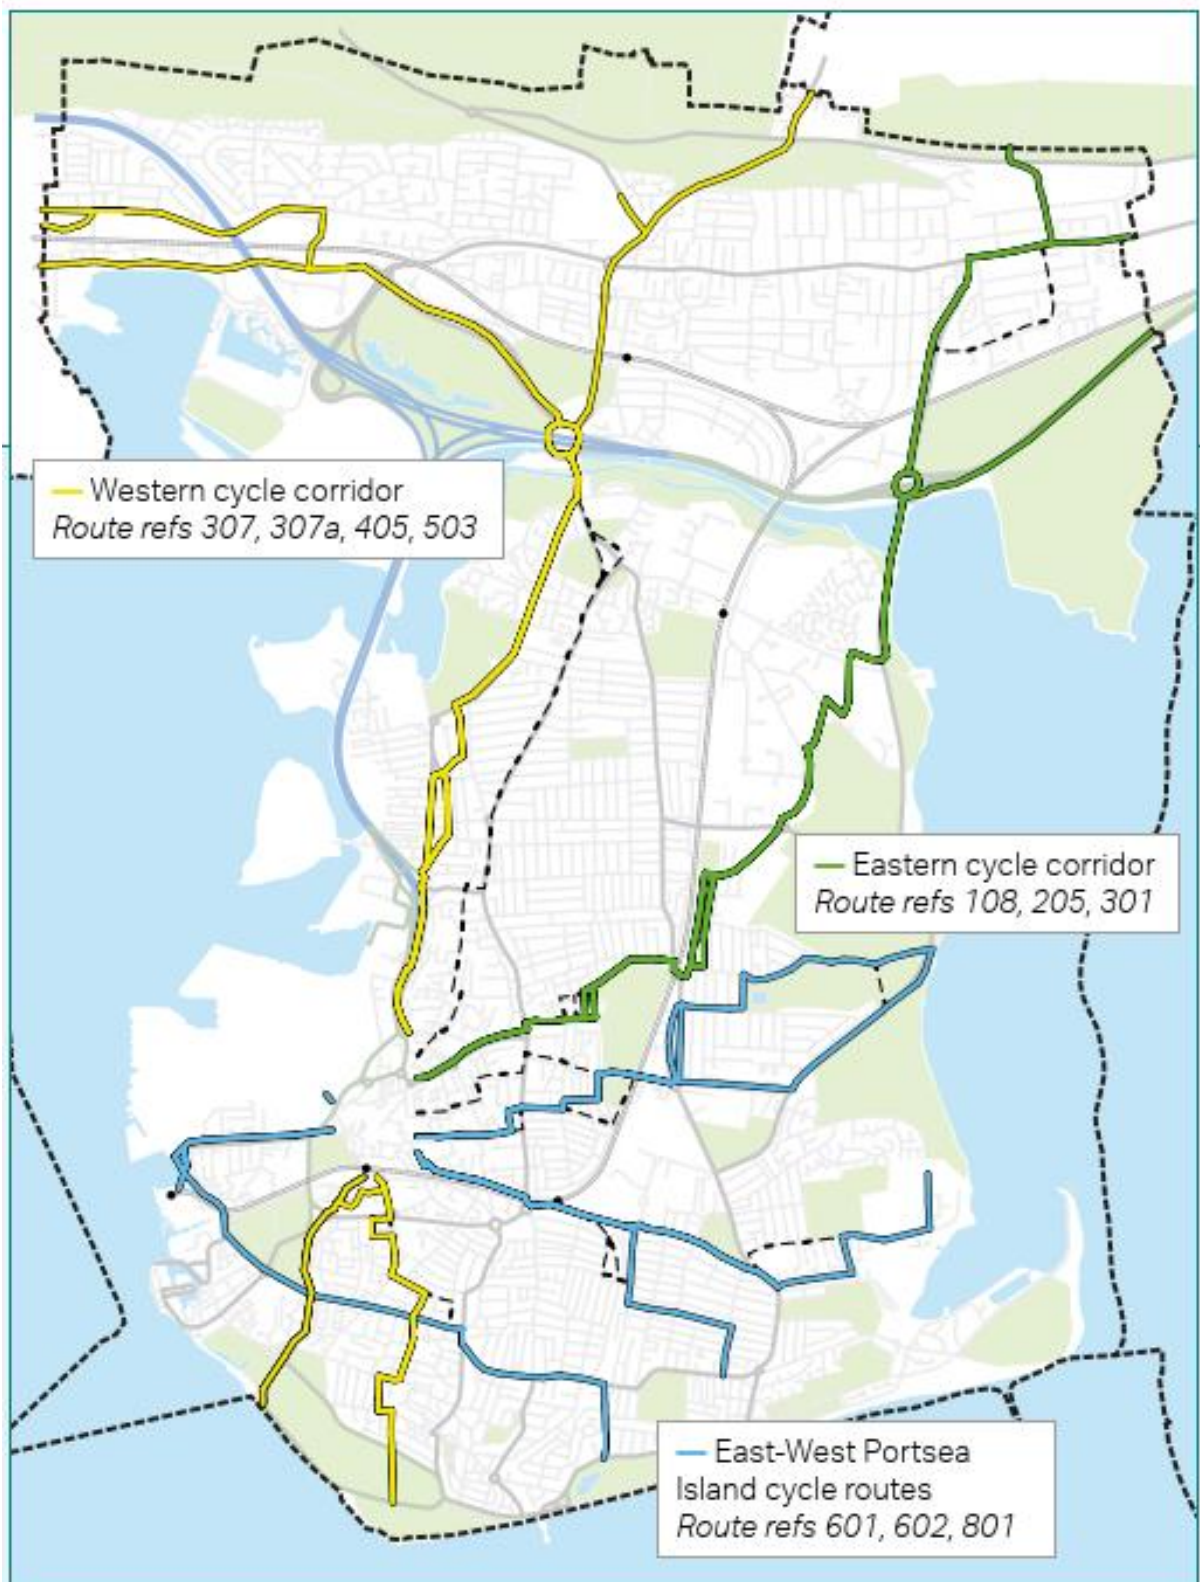 Western cycle corridor
Route refs 307, 307a, 405, 503
Eastern cycle corridor
Route refs 108, 205, 301
East-West Portsea
Island cycle routes
Route refs 601, 602, 801